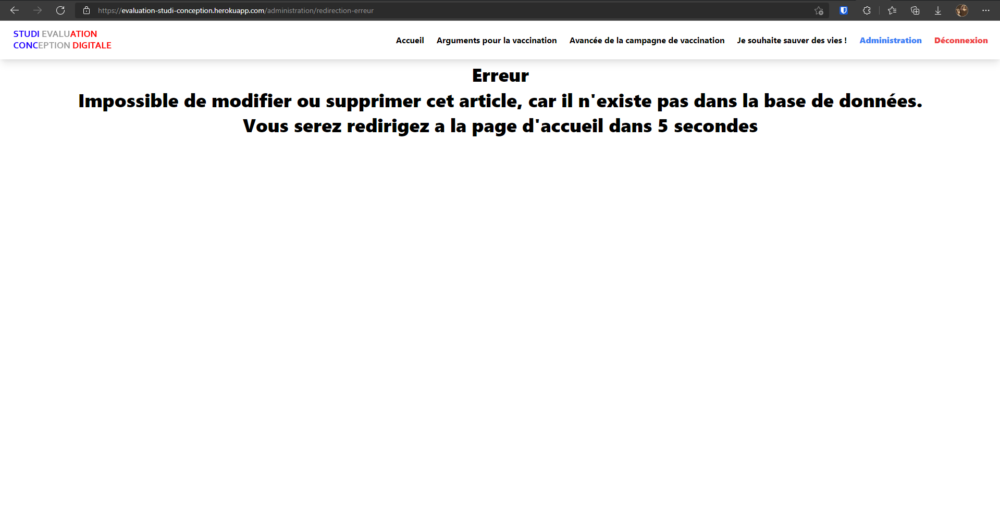 https://evaluation-studi-conception.herokuapp.com/administration/redirection-erreur
STUDI EVALUATION
CONCEPTION DIGITALE
Accueil Arguments pour la vaccination Avancée de la campagne de vaccination Je souhaite sauver des vies ! Administration Déconnexion
Erreur
Impossible de modifier ou supprimer cet article, car il n'existe pas dans la base de données.
Vous serez redirigez a la page d'accueil dans 5 secondes